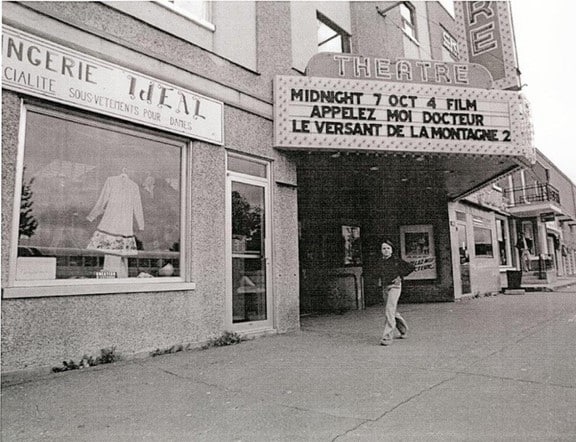 INGERIE IDEAL
CIALITE SOUS-VETEMENTS POUR DAMES
THEATRE
MIDNIGHT 7 OCT 4 FILM
APPELEZ MOI DOCTEUR
LE VERSANT DE LA MONTAGNE 2
RE